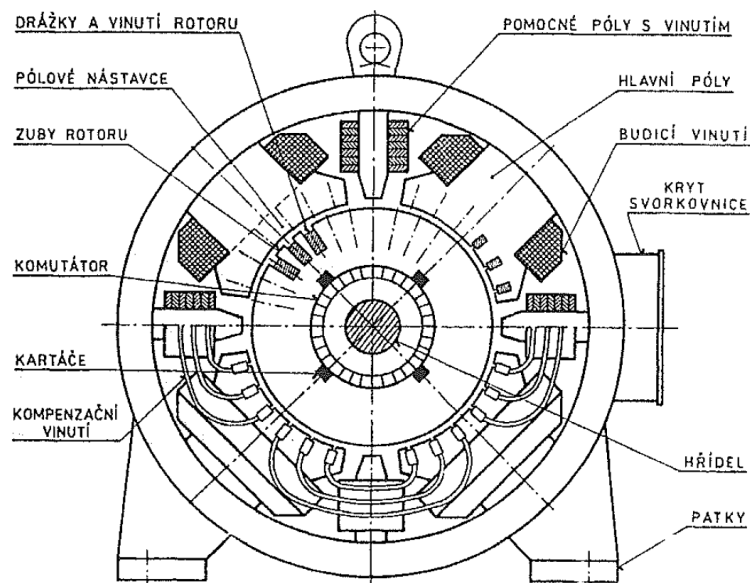 DRÁŽKY A VINUTÍ ROTORU
PÓLOVÉ NÁSTAVCE
ZUBY ROTORU
KOMUTÁTOR
KARTÁČE
KOMPENZAČNÍ
VINUTÍ
POMOCNÉ PÓLY S VINUTÍM
HLAVNÍ PÓLY
BUDICÍ VINUTÍ
KRYT
SVORKOVNICE
HŘÍDEL
PATKY